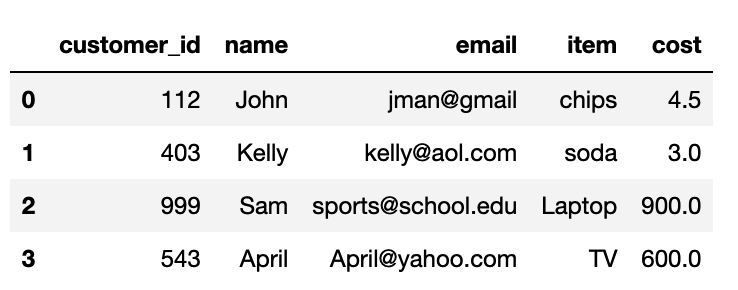 customer_id name email item cost
0 112 John jman@gmail chips 4.5
1 403 Kelly kelly@aol.com soda 3.0
2 999 Sam sports@school.edu Laptop 900.0
3 543 April April@yahoo.com TV 600.0